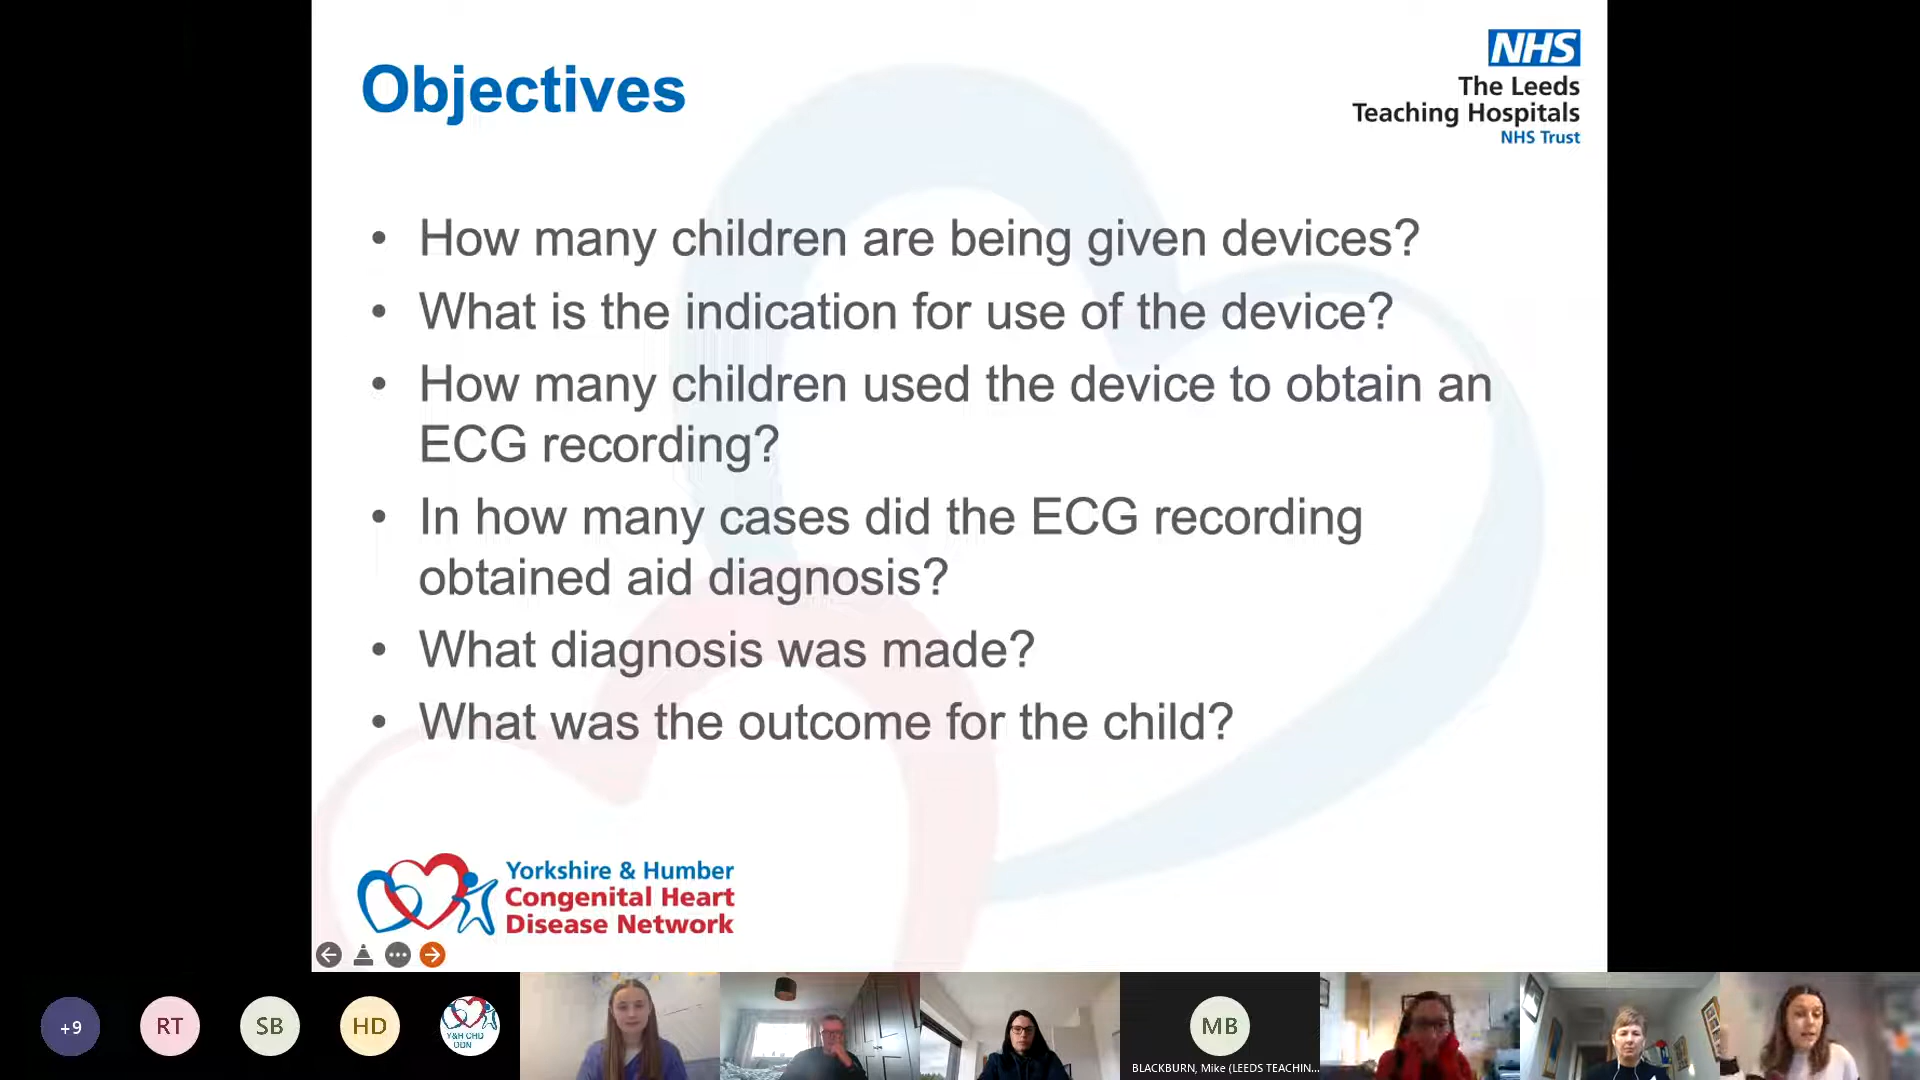 Objectives
NHS
The Leeds
Teaching Hospitals
NHS Trust
• How many children are being given devices?
• What is the indication for use of the device?
• How many children used the device to obtain an
ECG recording?
• In how many cases did the ECG recording
obtained aid diagnosis?
• What diagnosis was made?
• What was the outcome for the child?
Yorkshire & Humber
Congenital Heart
Disease Network
+9
RT
SB
HD
Y&H CHD
ODN
MB
BLACKBURN, Mike (LEEDS TEACHIN...